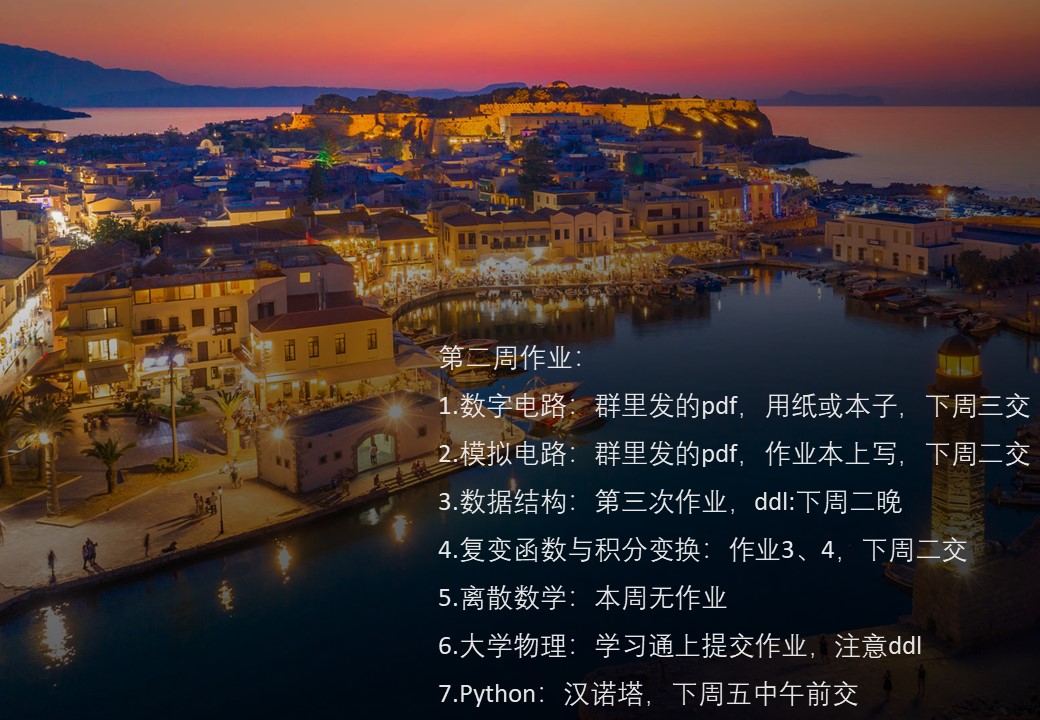 第二周作业：
1.数字电路：群里发的pdf，用纸或本子，下周三交
2.模拟电路：群里发的pdf，作业本上写，下周二交
3.数据结构：第三次作业，ddl:下周二晚
4.复变函数与积分变换：作业3、4，下周二交
5.离散数学：本周无作业
6.大学物理：学习通上提交作业，注意ddl
7.Python：汉诺塔，下周五中午前交